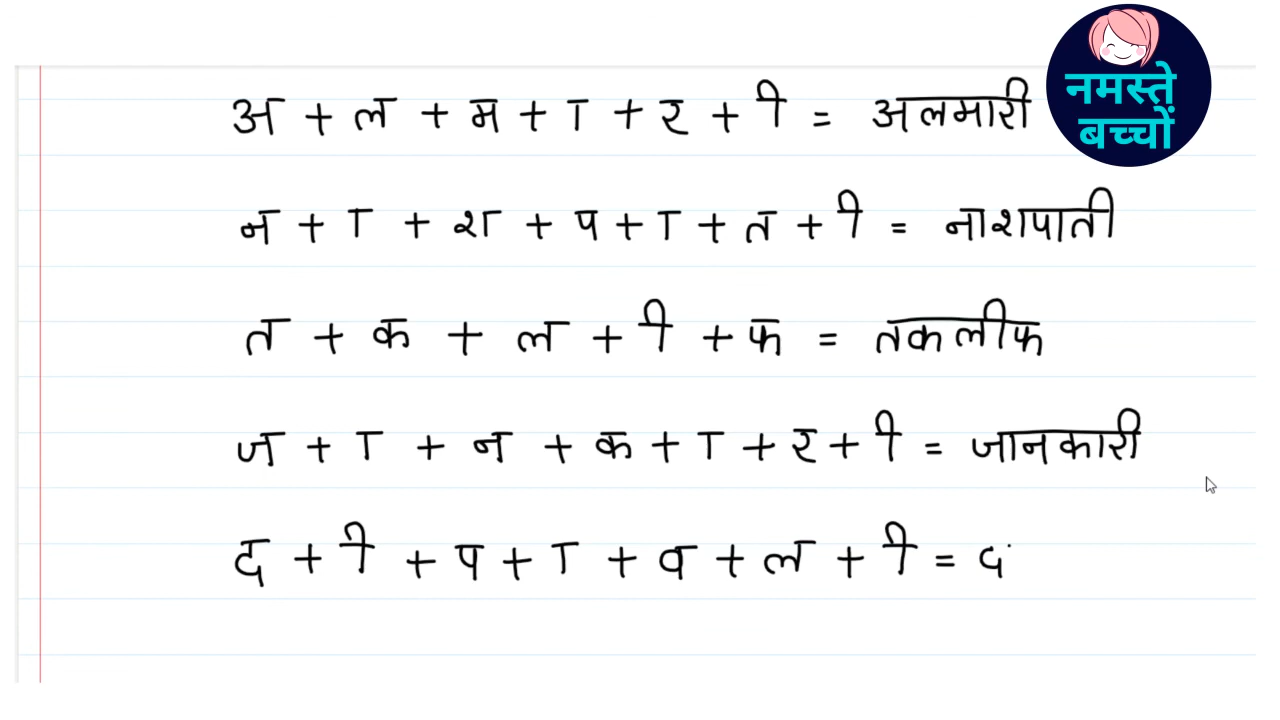 नमस्ते
बच्चों
अ + ल + म + ा + र + ी = अलमारी
न + ा + श + प + ा + त + ी = नाशपाती
त + क + ल + ी + फ = तकलीफ
ज + ा + न + क + ा + र + ी = जानकारी
द + ी + प + ा + व + ल + ी =